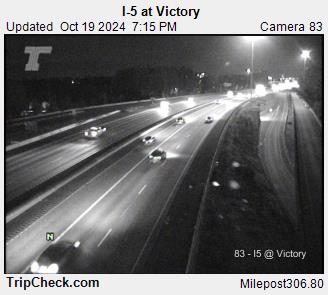 I-5 at Victory
Updated Oct 19 2024 7:15 PM Camera 83
T
N
83 - I5 @ Victory
TripCheck.com Milepost306.80